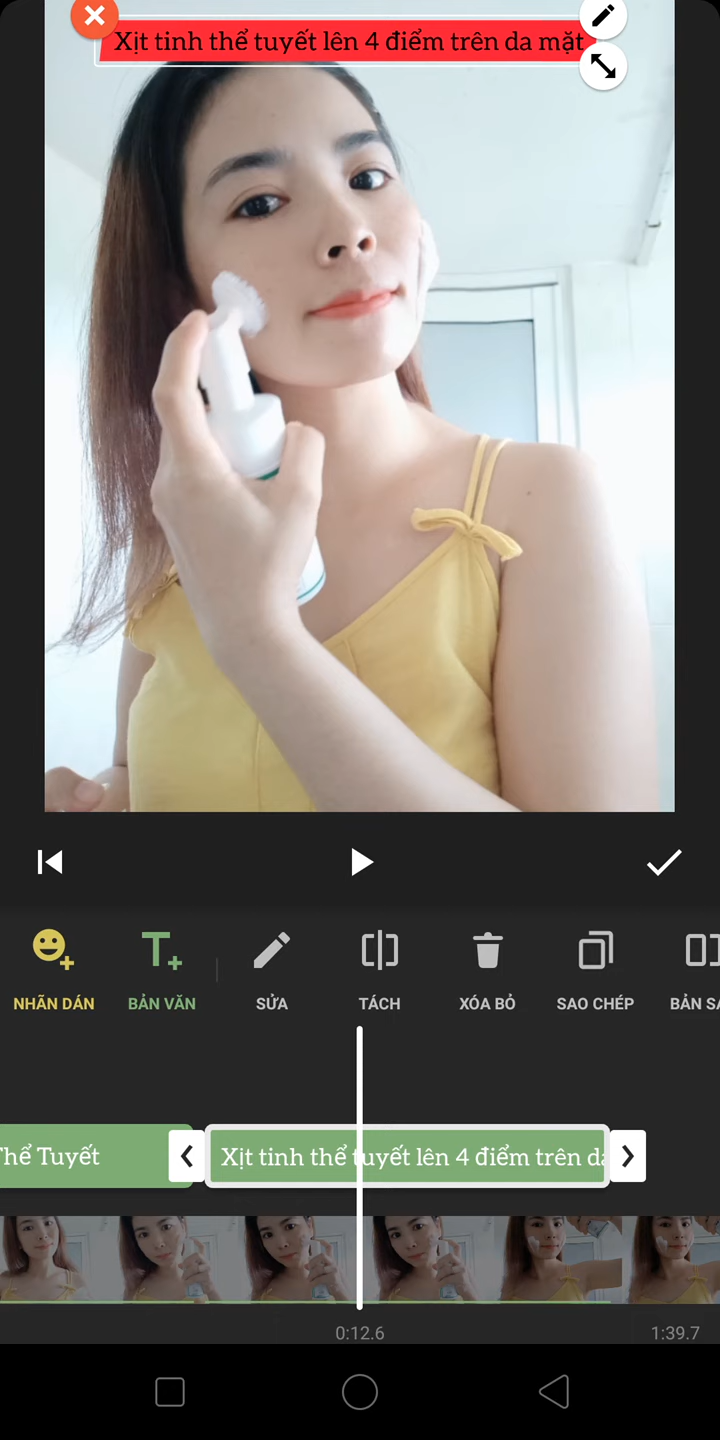 Xịt tinh thể tuyết lên 4 điểm trên da mặt
NHÃN DÁN
BẢN VĂN
SỬA
TÁCH
XÓA BỎ
SAO CHÉP
BẢN SA
hể Tuyết
Xịt tinh thể tuyết lên 4 điểm trên da
0:12.6
1:39.7